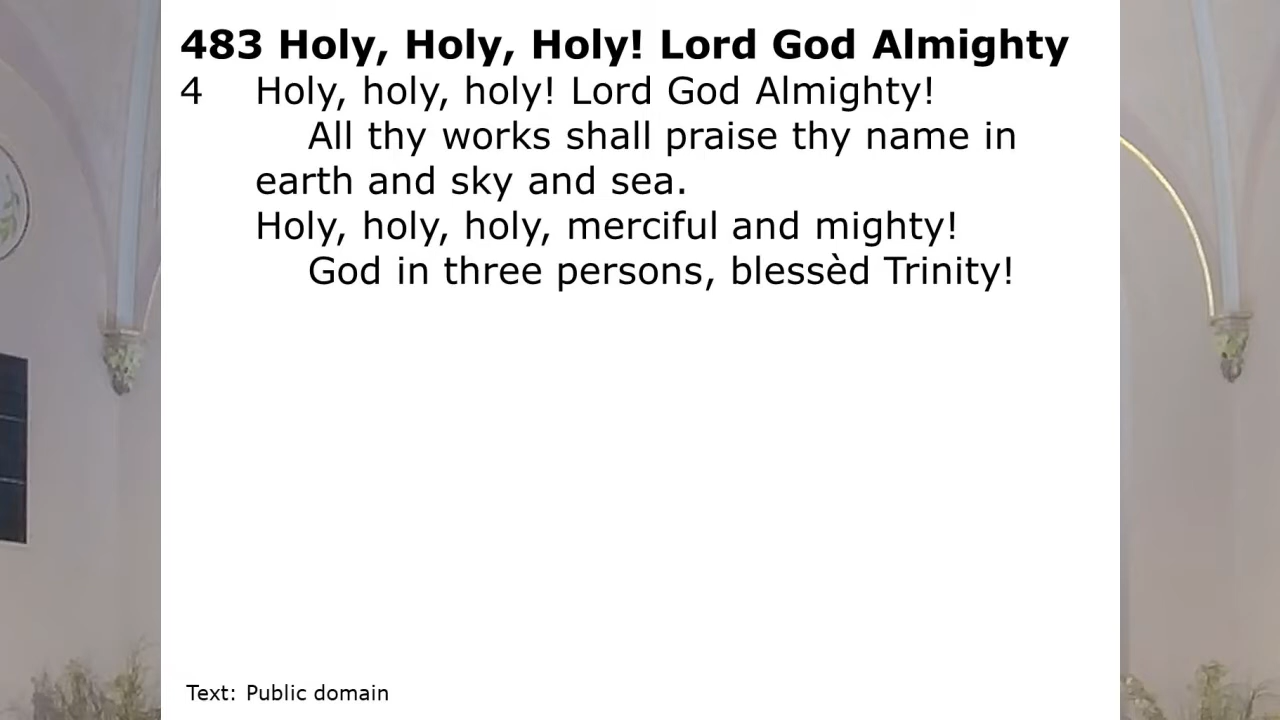 483 Holy, Holy, Holy! Lord God Almighty
4 Holy, holy, holy! Lord God Almighty!
All thy works shall praise thy name in
earth and sky and sea.
Holy, holy, holy, merciful and mighty!
God in three persons, blessèd Trinity!
Text: Public domain